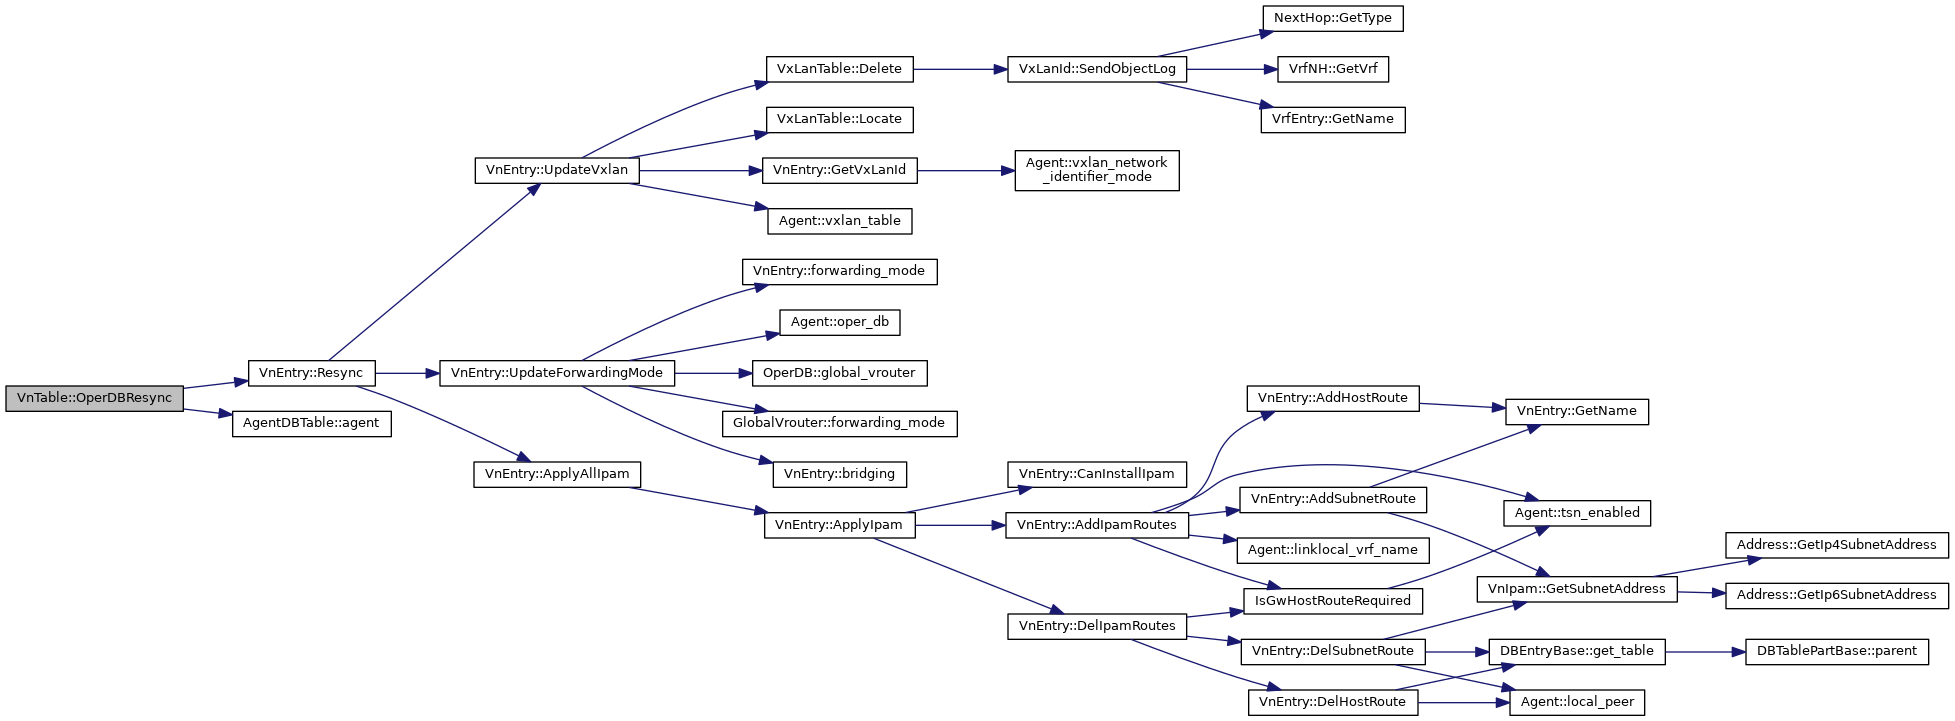 NextHop::GetType
VxLanTable::Delete
VxLanId::SendObjectLog
VrfNH::GetVrf
VxLanTable::Locate
VrfEntry::GetName
VnEntry::UpdateVxlan
VnEntry::GetVxLanId
Agent::vxlan_network
_identifier_mode
Agent::vxlan_table
VnEntry::forwarding_mode
Agent::oper_db
VnTable::OperDBResync
VnEntry::Resync
VnEntry::UpdateForwardingMode
OperDB::global_vrouter
AgentDBTable::agent
GlobalVrouter::forwarding_mode
VnEntry::AddHostRoute
VnEntry::GetName
VnEntry::ApplyAllIpam
VnEntry::bridging
VnEntry::CanInstallIpam
VnEntry::AddSubnetRoute
VnEntry::ApplyIpam
VnEntry::AddIpamRoutes
Agent::tsn_enabled
Agent::linklocal_vrf_name
Address::GetIp4SubnetAddress
VnIpam::GetSubnetAddress
Address::GetIp6SubnetAddress
IsGwHostRouteRequired
VnEntry::DelIpamRoutes
VnEntry::DelSubnetRoute
DBEntryBase::get_table
DBTablePartBase::parent
VnEntry::DelHostRoute
Agent::local_peer